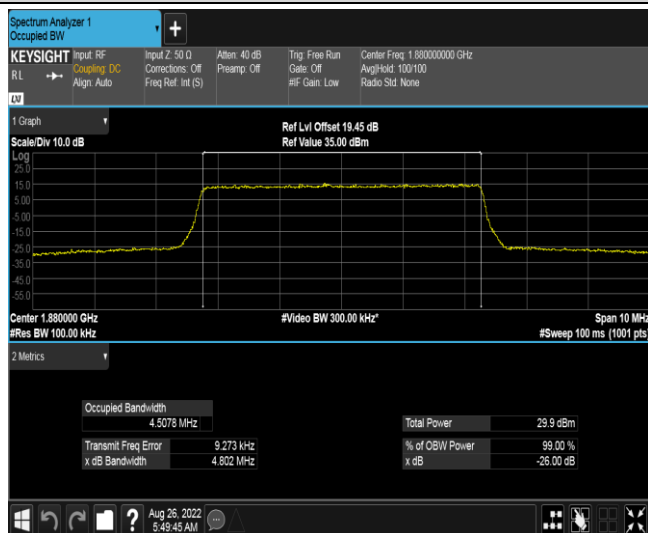 Spectrum Analyzer 1
Occupied BW
+
KEYSIGHT
RL
LXI
Input: RF
Coupling: DC
Align: Auto
Input Z: 50 Ω
Corrections: Off
Freq Ref: Int (S)
Atten: 40 dB
Preamp: Off
Trig: Free Run
Gate: Off
#IF Gain: Low
Center Freq: 1.880000000 GHz
Avg|Hold: 100/100
Radio Std: None
1 Graph
Scale/Div 10.0 dB
Ref Lvl Offset 19.45 dB
Ref Value 35.00 dBm
Log
25.0
15.0
5.00
-5.00
-15.0
-25.0
-35.0
-45.0
-55.0
Center 1.880000 GHz
#Res BW 100.00 kHz
#Video BW 300.00 kHz*
Span 10 MHz
#Sweep 100 ms (1001 pts)
2 Metrics
Occupied Bandwidth
4.5078 MHz
Transmit Freq Error 9.273 kHz
x dB Bandwidth 4.802 MHz
Total Power 29.9 dBm
% of OBW Power 99.00 %
x dB -26.00 dB
?
Aug 26, 2022
5:49:45 AM